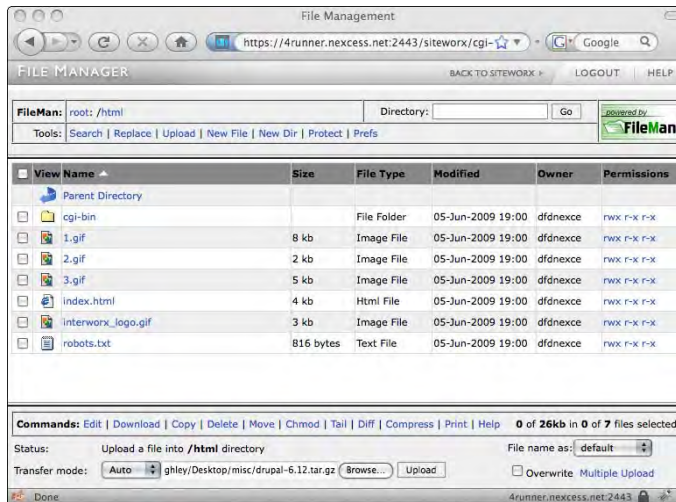 File Management
https://4runner.nexcess.net:2443/siteworx/cgi-
Google
FILE MANAGER
BACK TO SITEWORX
LOGOUT
HELP
FileMan: root: /html
Directory:
Go
powered by
FileMan
Tools: Search | Replace | Upload | New File | New Dir | Protect | Prefs
View Name Size File Type Modified Owner Permissions
Parent Directory
cgi-bin File Folder 05-Jun-2009 19:00 dfdnexce rwx r-x r-x
1.gif 8 kb Image File 05-Jun-2009 19:00 dfdnexce rwx r-x r-x
2.gif 2 kb Image File 05-Jun-2009 19:00 dfdnexce rwx r-x r-x
3.gif 5 kb Image File 05-Jun-2009 19:00 dfdnexce rwx r-x r-x
index.html 4 kb Html File 05-Jun-2009 19:00 dfdnexce rwx r-x r-x
interworx_logo.gif 3 kb Image File 05-Jun-2009 19:00 dfdnexce rwx r-x r-x
robots.txt 816 bytes Text File 05-Jun-2009 19:00 dfdnexce rwx r-x r-x
Commands: Edit | Download | Copy | Delete | Move | Chmod | Tail | Diff | Compress | Print | Help 0 of 26kb in 0 of 7 files selected
Status: Upload a file into /html directory File name as: default
Transfer mode: Auto ghley/Desktop/misc/drupal-6.12.tar.gz Browse... Upload Overwrite Multiple Upload
Done 4runner.nexcess.net:2443